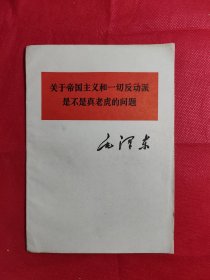 关于帝国主义和一切反动派
是不是真老虎的问题
毛泽东